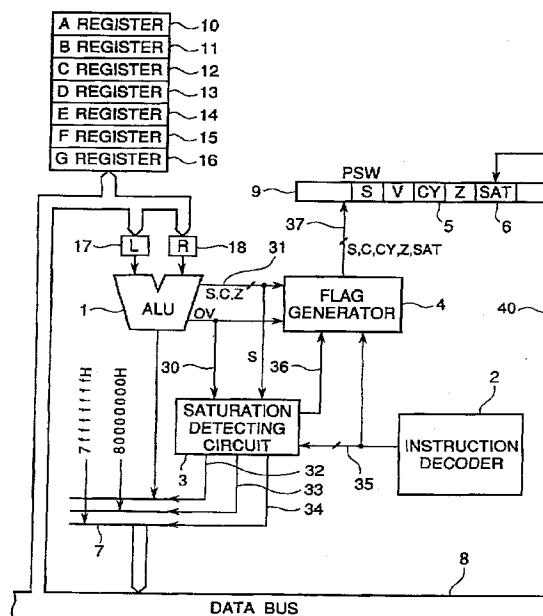 A REGISTER 10
B REGISTER 11
C REGISTER 12
D REGISTER 13
E REGISTER 14
F REGISTER 15
G REGISTER 16
PSW
9 S V CY Z SAT
37 5 6
S,C,CY,Z,SAT
17 L R 18 31
1 ALU S,C,Z
OV
FLAG GENERATOR 4
40
30 S 36
7fffffffH
80000000H
2
SATURATION DETECTING CIRCUIT
3
INSTRUCTION DECODER
35
32
33
34
7
8
DATA BUS